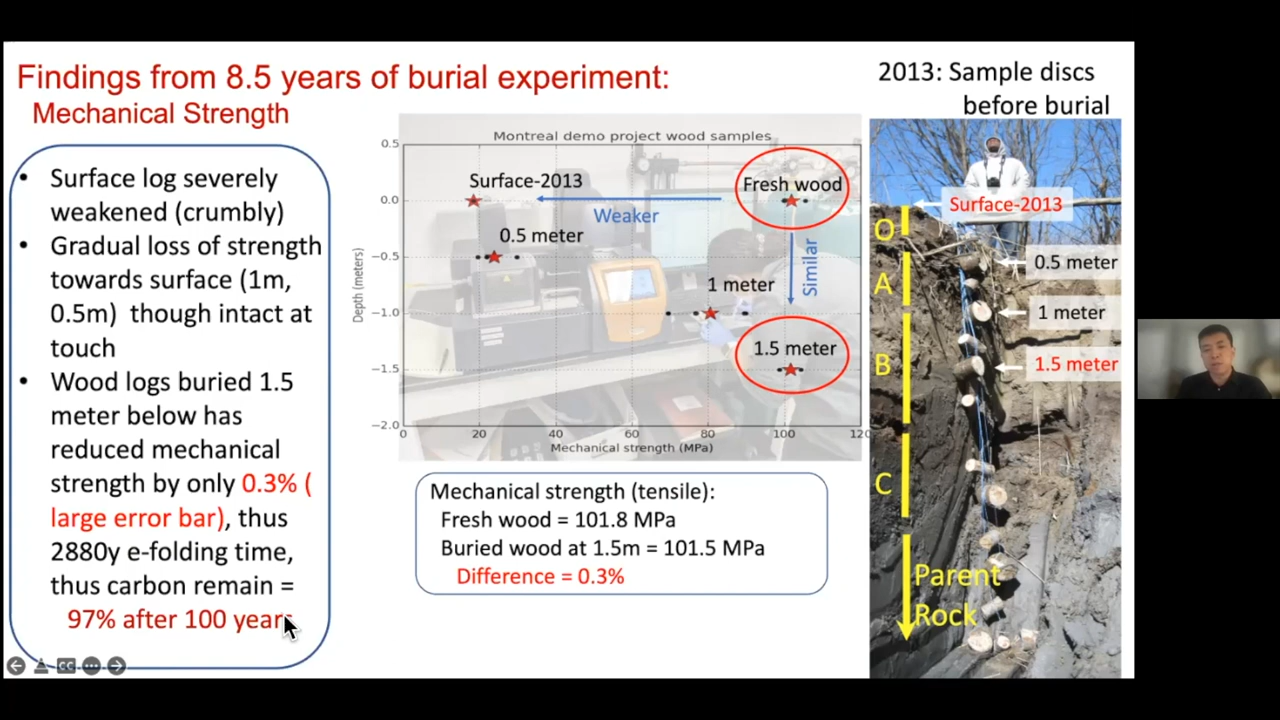 Findings from 8.5 years of burial experiment:
Mechanical Strength
• Surface log severely
weakened (crumbly)
• Gradual loss of strength
towards surface (1m,
0.5m) though intact at
touch
• Wood logs buried 1.5
meter below has
reduced mechanical
strength by only 0.3% (
large error bar), thus
2880y e-folding time,
thus carbon remain =
97% after 100 years
CC
Montreal demo project wood samples
0.5
0.0
−0.5
−1.0
−1.5
−2.0
Depth (meters)
Surface-2013
Fresh wood
Weaker
0.5 meter
Similar
1 meter
1.5 meter
0
20
40
60
80
100
120
Mechanical strength (MPa)
Mechanical strength (tensile):
Fresh wood = 101.8 MPa
Buried wood at 1.5m = 101.5 MPa
Difference = 0.3%
2013: Sample discs
before burial
Surface-2013
O
0.5 meter
A
1 meter
B
1.5 meter
C
Parent
Rock